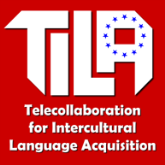 TILA
Telecollaboration
for Intercultural
Language Acquisition